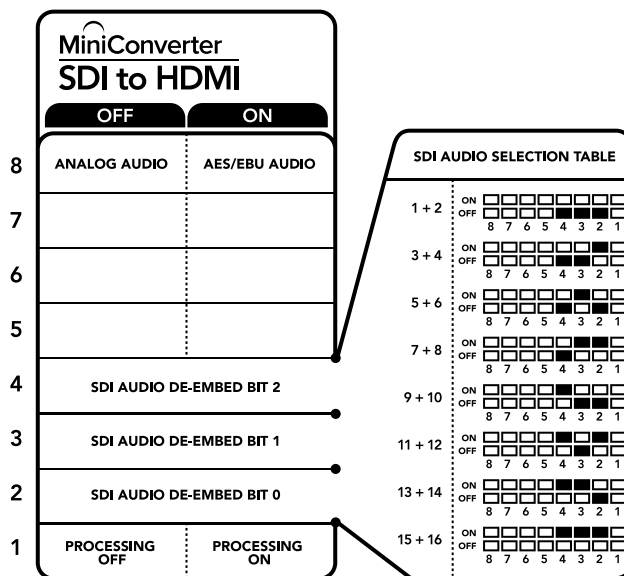 MiniConverter
SDI to HDMI
OFF ON
8 ANALOG AUDIO AES/EBU AUDIO
7
6
5
4 SDI AUDIO DE-EMBED BIT 2
3 SDI AUDIO DE-EMBED BIT 1
2 SDI AUDIO DE-EMBED BIT 0
1 PROCESSING OFF PROCESSING ON
SDI AUDIO SELECTION TABLE
1 + 2 ON
OFF
8 7 6 5 4 3 2 1
3 + 4 ON
OFF
8 7 6 5 4 3 2 1
5 + 6 ON
OFF
8 7 6 5 4 3 2 1
7 + 8 ON
OFF
8 7 6 5 4 3 2 1
9 + 10 ON
OFF
8 7 6 5 4 3 2 1
11 + 12 ON
OFF
8 7 6 5 4 3 2 1
13 + 14 ON
OFF
8 7 6 5 4 3 2 1
15 + 16 ON
OFF
8 7 6 5 4 3 2 1